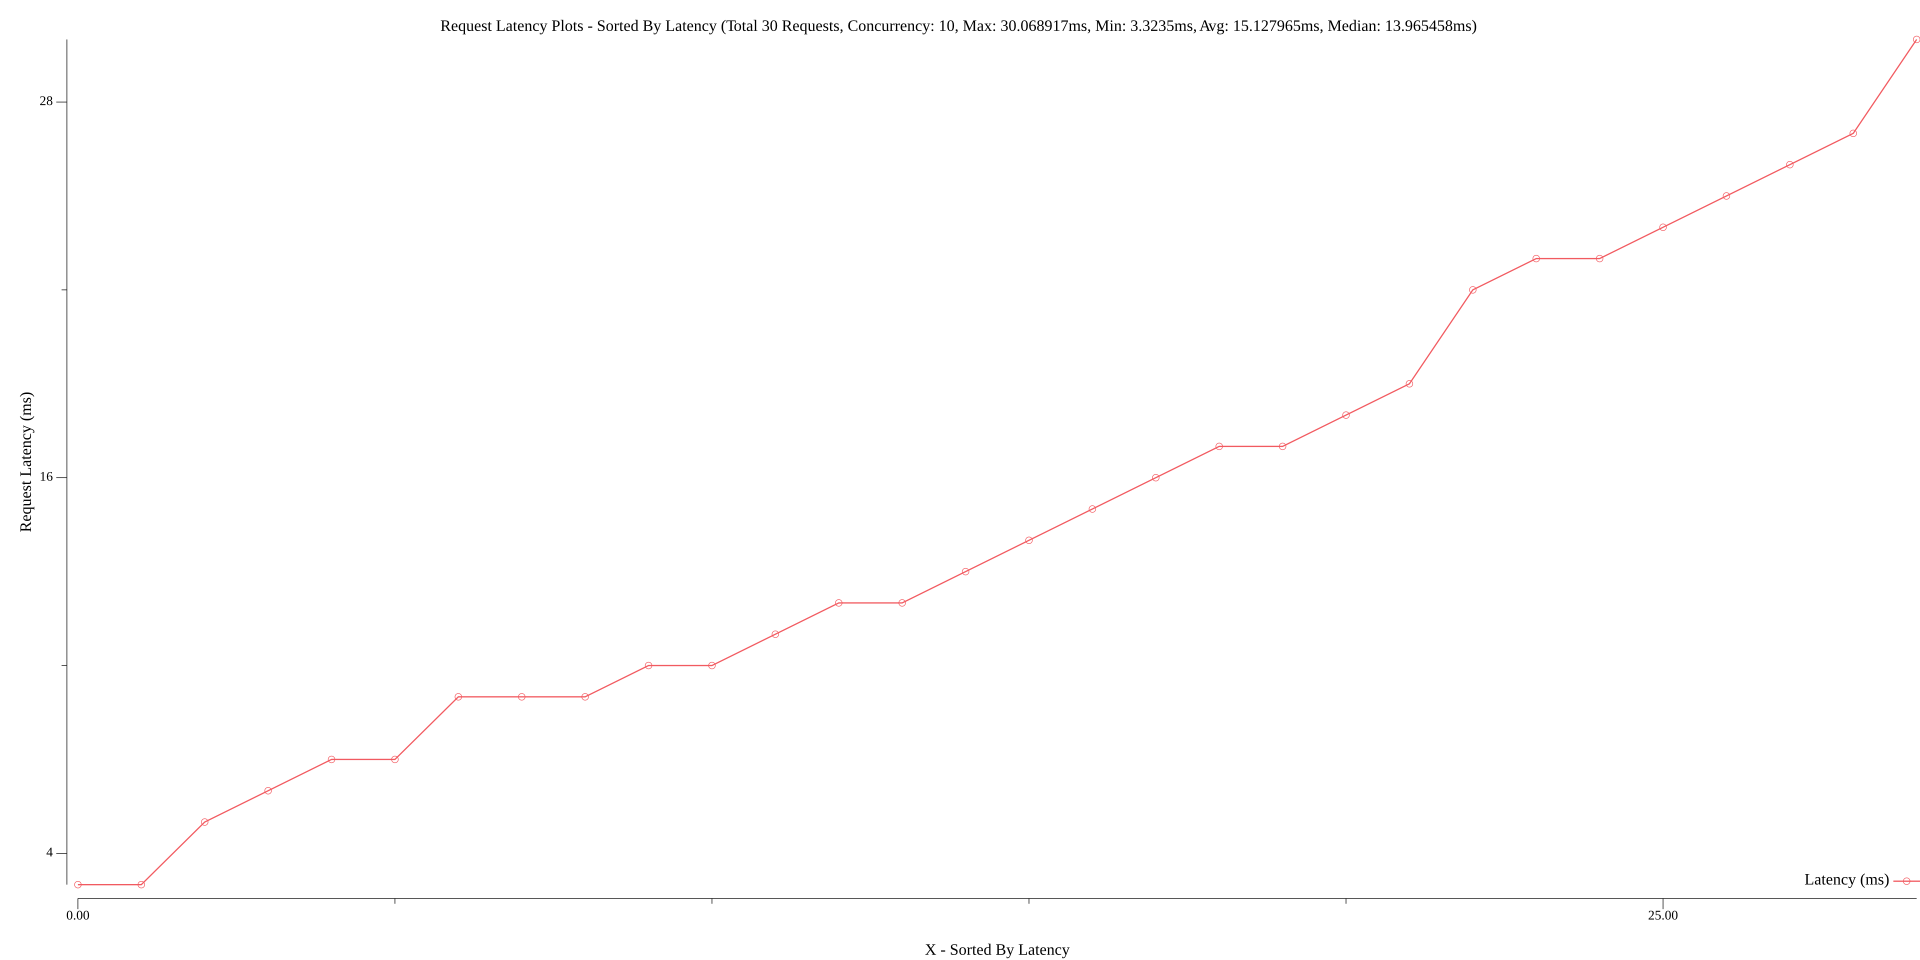 Request Latency Plots - Sorted By Latency (Total 30 Requests, Concurrency: 10, Max: 30.068917ms, Min: 3.3235ms, Avg: 15.127965ms, Median: 13.965458ms)
28
16
4
Request Latency (ms)
Latency (ms)
0.00
25.00
X - Sorted By Latency